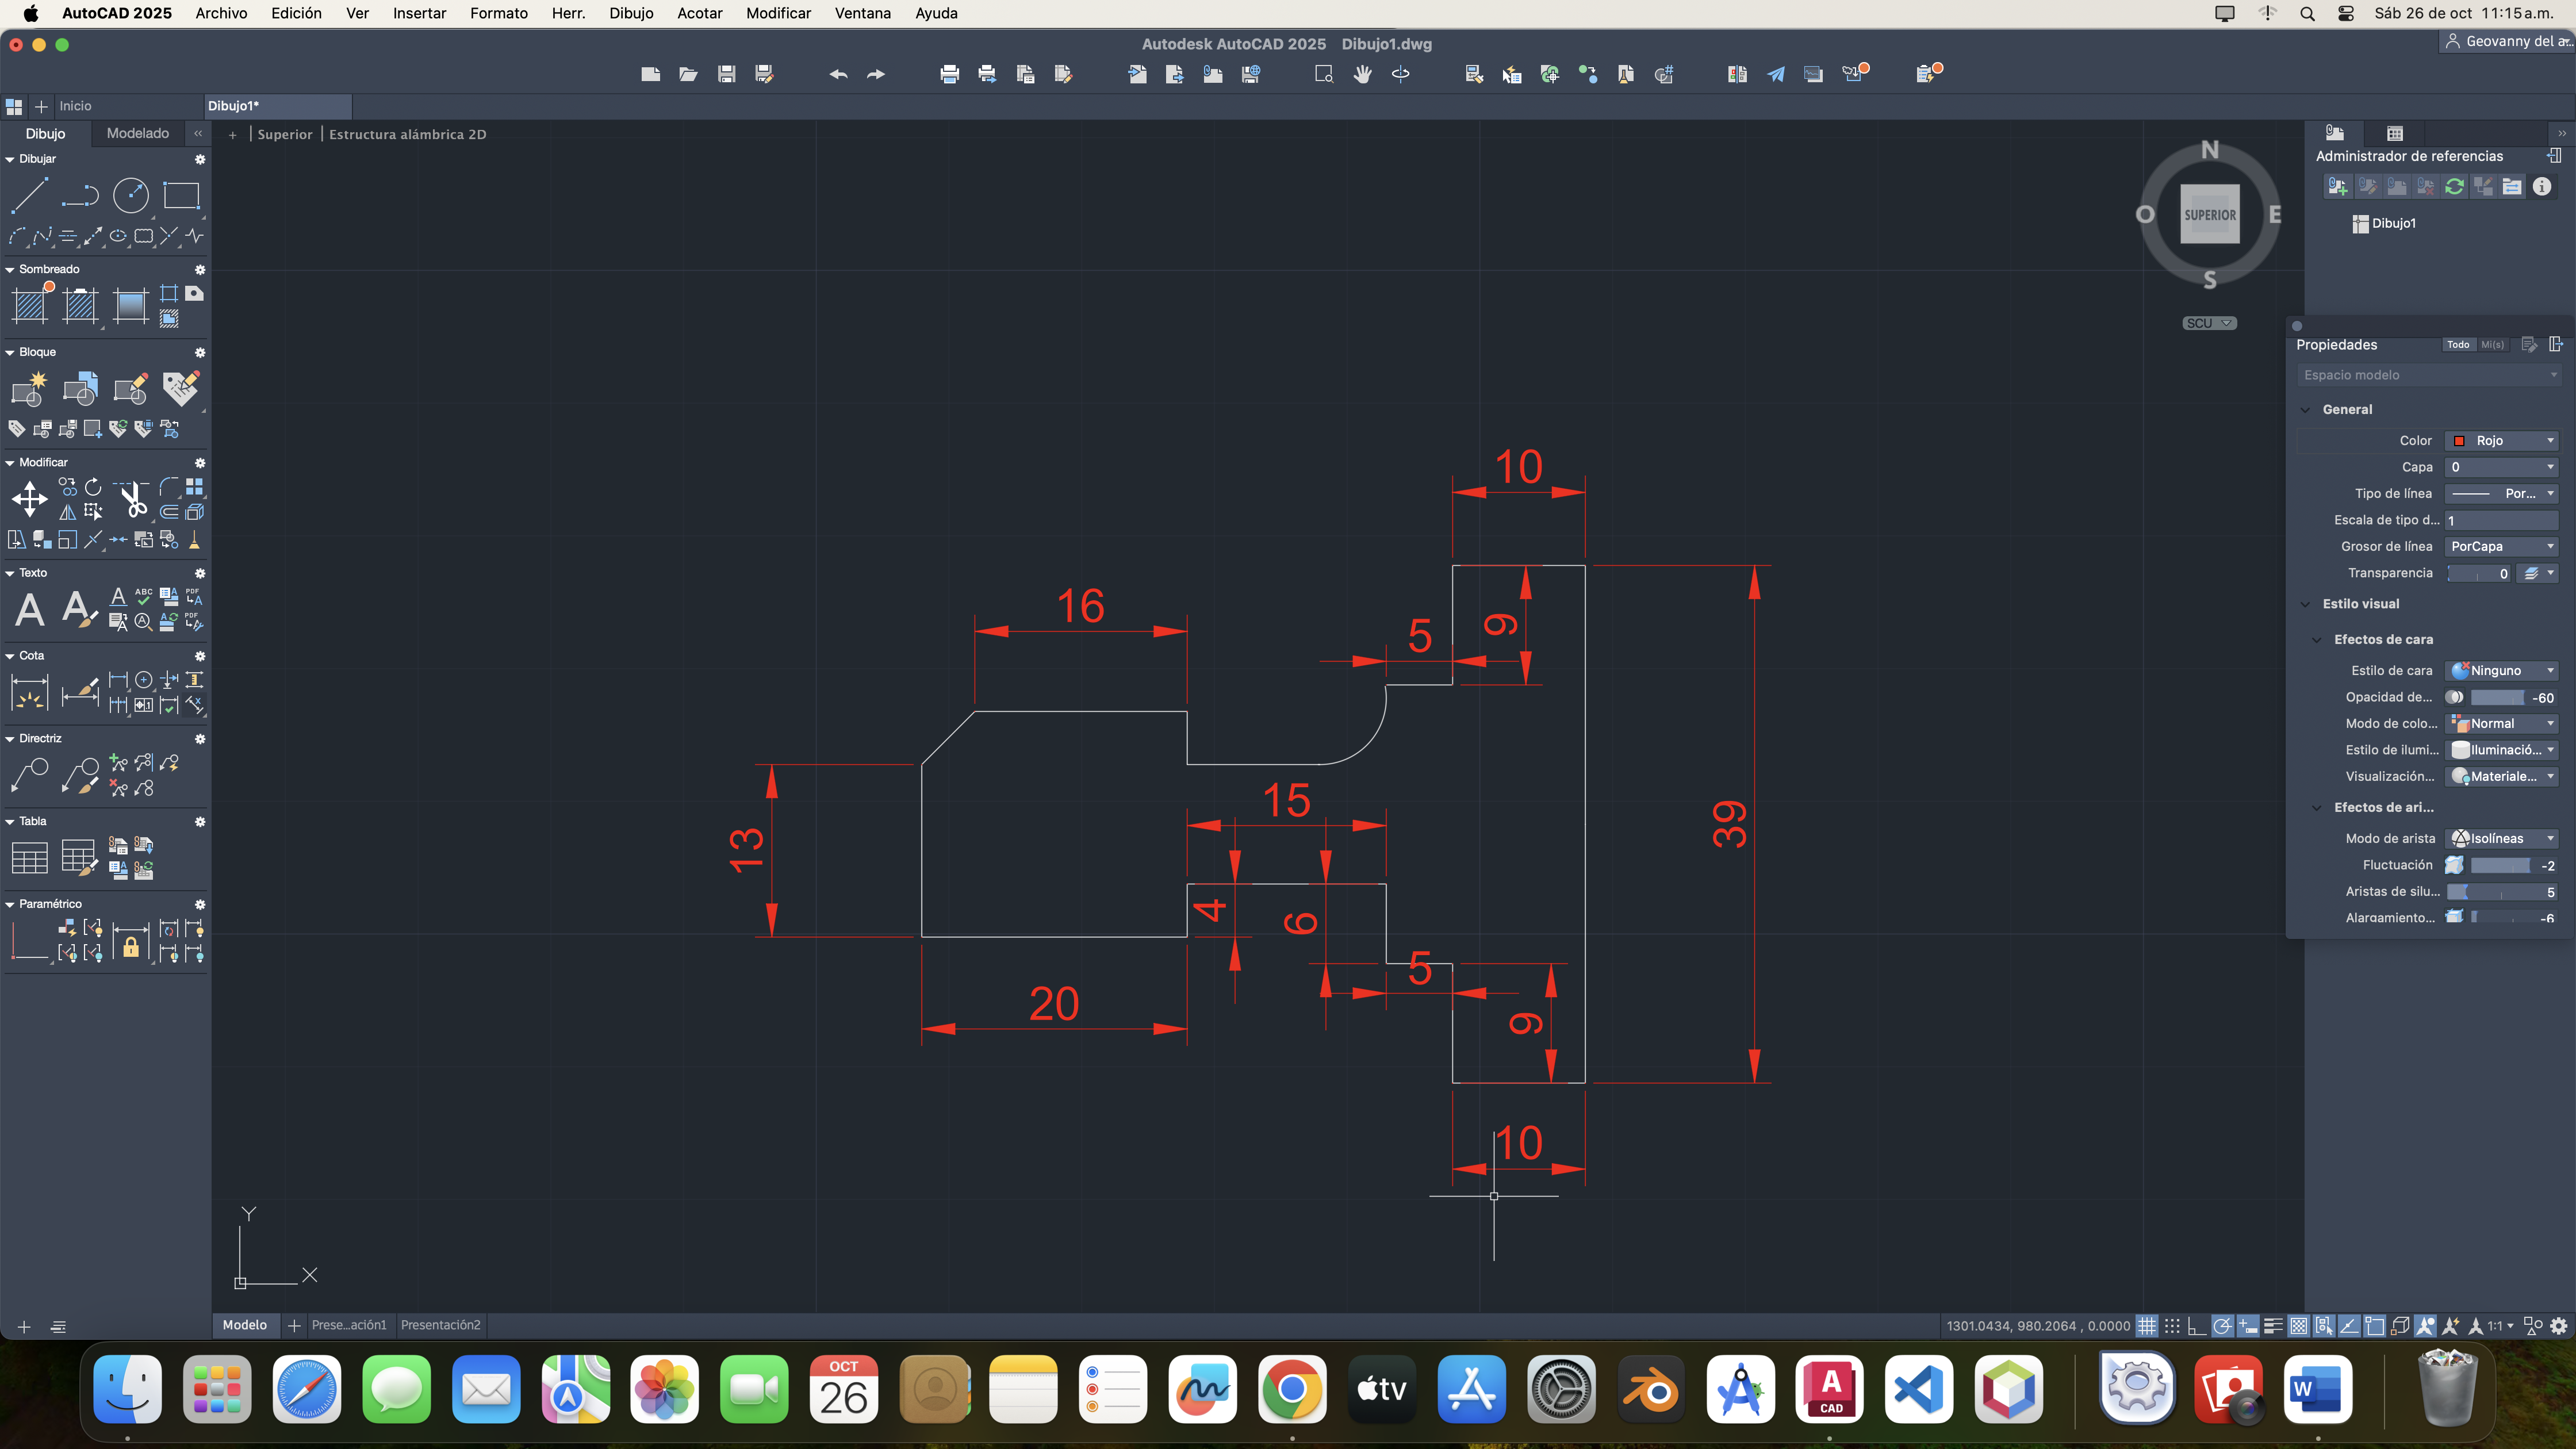 AutoCAD 2025 Archivo Edición Ver Insertar Formato Herr. Dibujo Acotar Modificar Ventana Ayuda Sáb 26 de oct 11:15 a.m.
Autodesk AutoCAD 2025 Dibujo1.dwg
Geovanny del a...
Inicio
Dibujo1*
Dibujo
Modelado
+ | Superior | Estructura alámbrica 2D
Dibujar
Sombreado
Bloque
Modificar
Texto
Cota
Directriz
Tabla
Paramétrico
N
O
SUPERIOR
E
S
SCU
10
16
5
9
15
13
39
4
6
5
20
9
10
Y
X
Administrador de referencias
Dibujo1
Propiedades
Todo
Mi(s)
Espacio modelo
General
Color Rojo
Capa 0
Tipo de línea Por...
Escala de tipo d... 1
Grosor de línea PorCapa
Transparencia 0
Estilo visual
Efectos de cara
Estilo de cara Ninguno
Opacidad de... -60
Modo de colo... Normal
Estilo de ilumi... Iluminació...
Visualización... Materiale...
Efectos de ari...
Modo de arista Isolíneas
Fluctuación -2
Aristas de silu... 5
Alargamiento... -6
Modelo
Prese...ación1
Presentación2
1301.0434, 980.2064 , 0.0000
1:1
OCT
26
tv
A
CAD
W